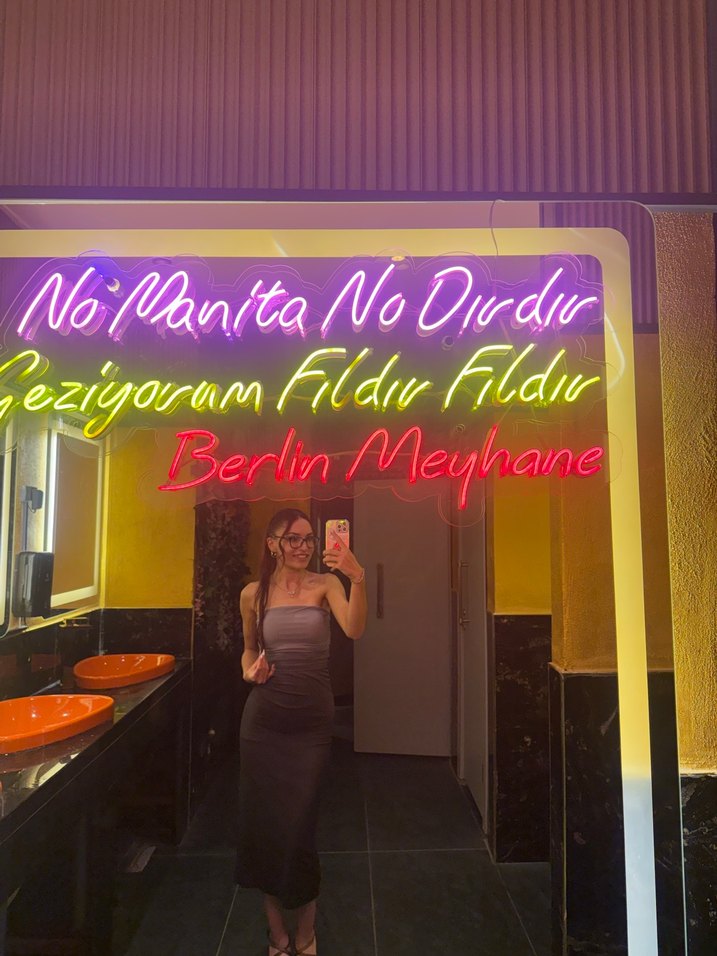 No Manita No Dırdır
Geziyorum Fıldır Fıldır
Berlin Meyhane